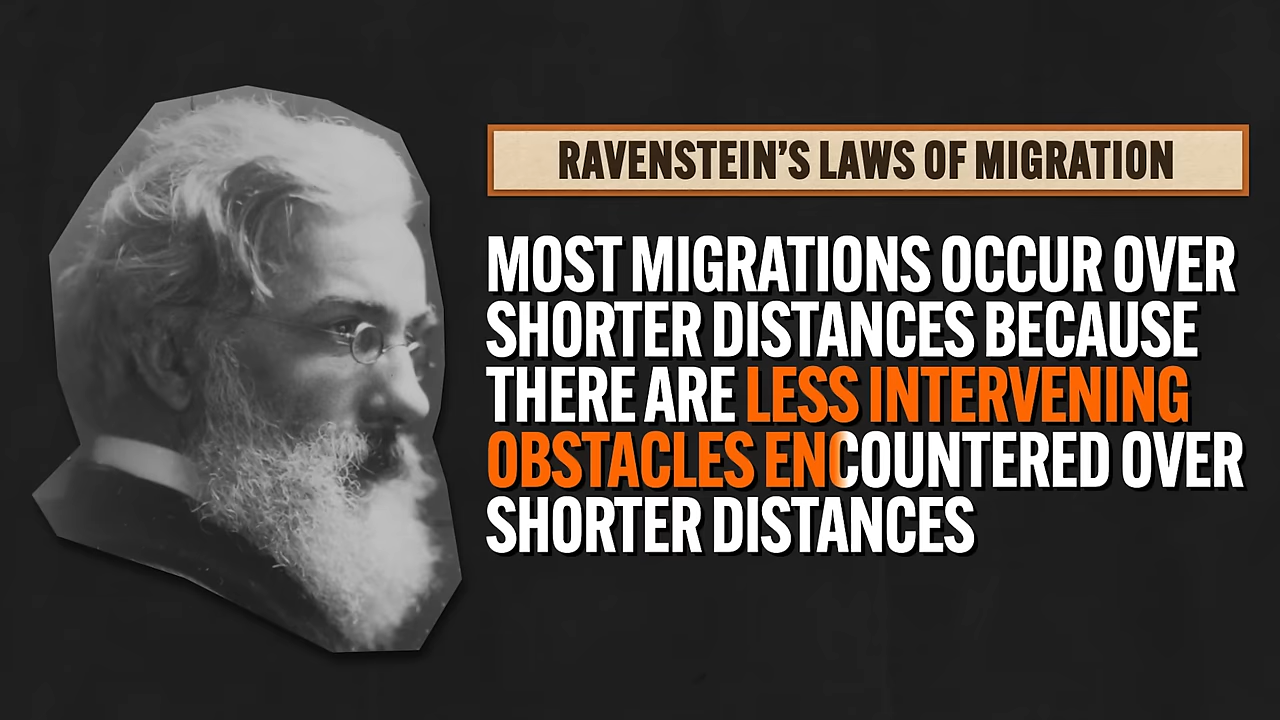 RAVENSTEIN'S LAWS OF MIGRATION
MOST MIGRATIONS OCCUR OVER
SHORTER DISTANCES BECAUSE
THERE ARE LESS INTERVENING
OBSTACLES ENCOUNTERED OVER
SHORTER DISTANCES